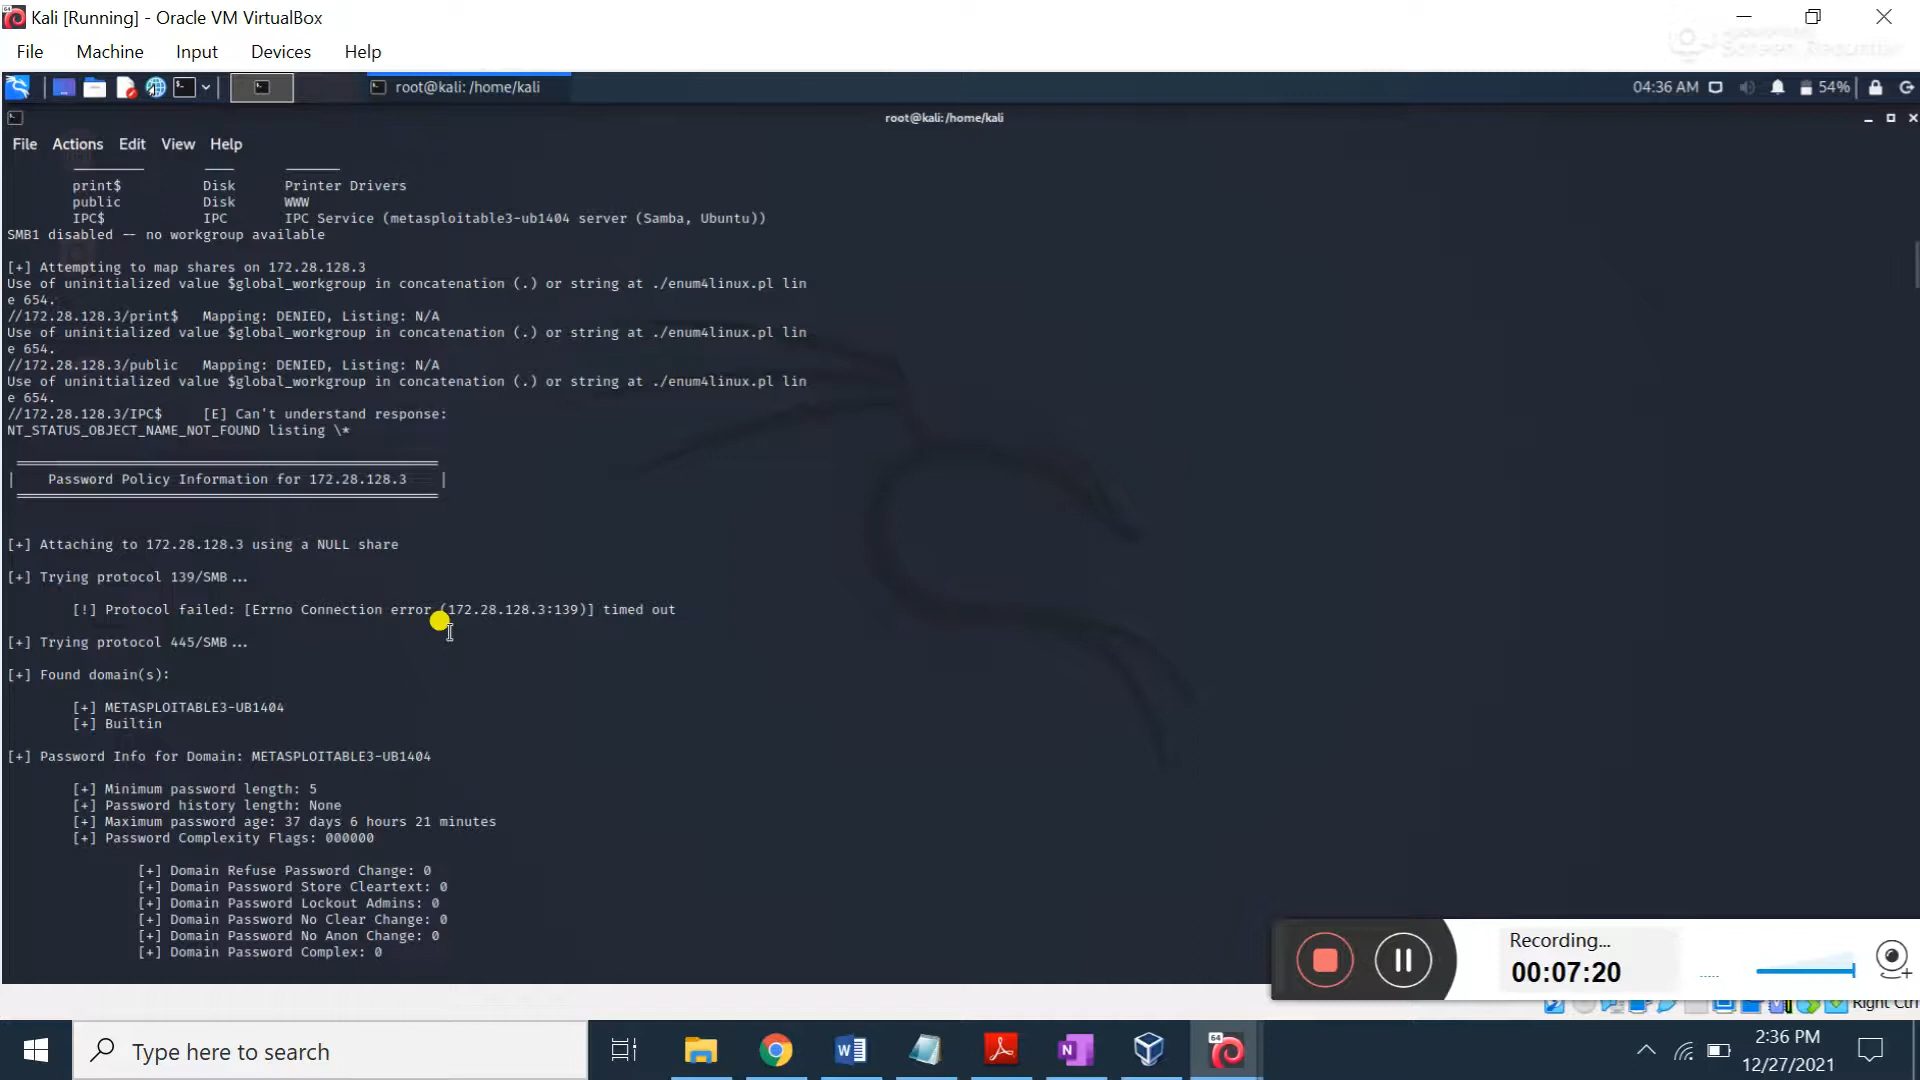 Kali [Running] - Oracle VM VirtualBox
File Machine Input Devices Help
root@kali: /home/kali
04:36 AM 54%
root@kali: /home/kali
File Actions Edit View Help
print$ Disk Printer Drivers
public Disk WWW
IPC$ IPC IPC Service (metasploitable3-ub1404 server (Samba, Ubuntu))
SMB1 disabled -- no workgroup available
[+] Attempting to map shares on 172.28.128.3
Use of uninitialized value $global_workgroup in concatenation (.) or string at ./enum4linux.pl lin
e 654.
//172.28.128.3/print$ Mapping: DENIED, Listing: N/A
Use of uninitialized value $global_workgroup in concatenation (.) or string at ./enum4linux.pl lin
e 654.
//172.28.128.3/public Mapping: DENIED, Listing: N/A
Use of uninitialized value $global_workgroup in concatenation (.) or string at ./enum4linux.pl lin
e 654.
//172.28.128.3/IPC$ [E] Can't understand response:
NT_STATUS_OBJECT_NAME_NOT_FOUND listing \*
| Password Policy Information for 172.28.128.3 |
[+] Attaching to 172.28.128.3 using a NULL share
[+] Trying protocol 139/SMB...
[!] Protocol failed: [Errno Connection error (172.28.128.3:139)] timed out
[+] Trying protocol 445/SMB...
[+] Found domain(s):
[+] METASPLOITABLE3-UB1404
[+] Builtin
[+] Password Info for Domain: METASPLOITABLE3-UB1404
[+] Minimum password length: 5
[+] Password history length: None
[+] Maximum password age: 37 days 6 hours 21 minutes
[+] Password Complexity Flags: 000000
[+] Domain Refuse Password Change: 0
[+] Domain Password Store Cleartext: 0
[+] Domain Password Lockout Admins: 0
[+] Domain Password No Clear Change: 0
[+] Domain Password No Anon Change: 0
[+] Domain Password Complex: 0
Recording...
00:07:20
Right Ctrl
Type here to search
64
2:36 PM
12/27/2021